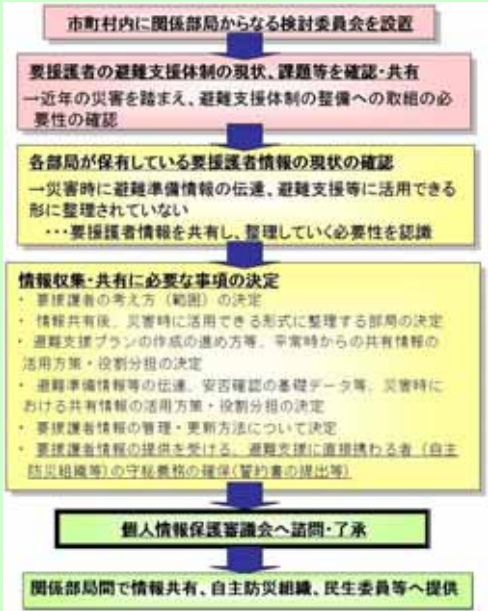 市町村内に関係部局からなる検討委員会を設置
要援護者の避難支援体制の現状、課題等を確認・共有
→近年の災害を踏まえ、避難支援体制の整備への取組の必
要性の確認
各部局が保有している要援護者情報の現状の確認
→災害時に避難準備情報の伝達、避難支援等に活用できる
形に整理されていない
・・・要援護者情報を共有し、整理していく必要性を認識
情報収集・共有に必要な事項の決定
・ 要援護者の考え方（範囲）の決定
・ 情報共有後、災害時に活用できる形式に整理する部局の決定
・ 避難支援プランの作成の進め方等、平常時からの共有情報の
活用方策・役割分担の決定
・ 避難準備情報等の伝達、安否確認の基礎データ等、災害時に
おける共有情報の活用方策・役割分担の決定
・ 要援護者情報の管理・更新方法について決定
・ 要援護者情報の提供を受ける、避難支援に直接携わる者（自主
防災組織等）の守秘義務の確保（誓約書の提出等）
個人情報保護審議会へ諮問・了承
関係部局間で情報共有、自主防災組織、民生委員等へ提供